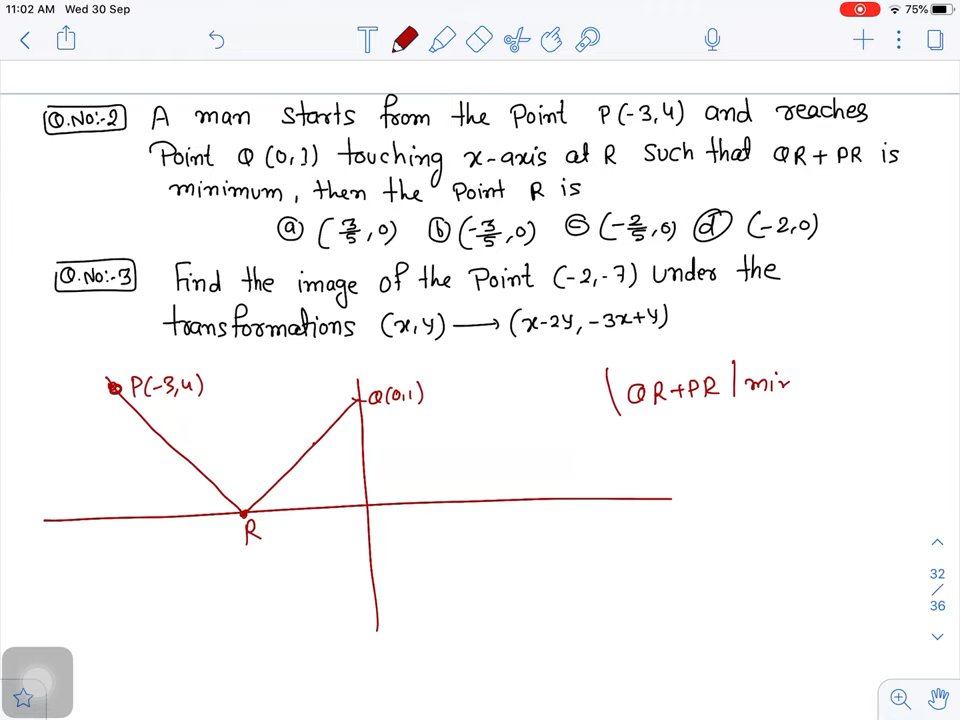 11:02 AM Wed 30 Sep
75%
Q.No:-2 A man starts from the Point P(-3,4) and reaches
Point Q (0,1) touching x-axis at R such that QR + PR is
minimum, then the Point R is
(a) (3/5, 0) (b) (-3/5, 0) (c) (-2/5, 0) (d) (-2, 0)
Q.No:-3 Find the image of the Point (-2,-7) under the
transformations (x,y) → (x-2y, -3x+y)
P(-3,4)
Q(0,1)
|QR+PR| min
R
32
/
36